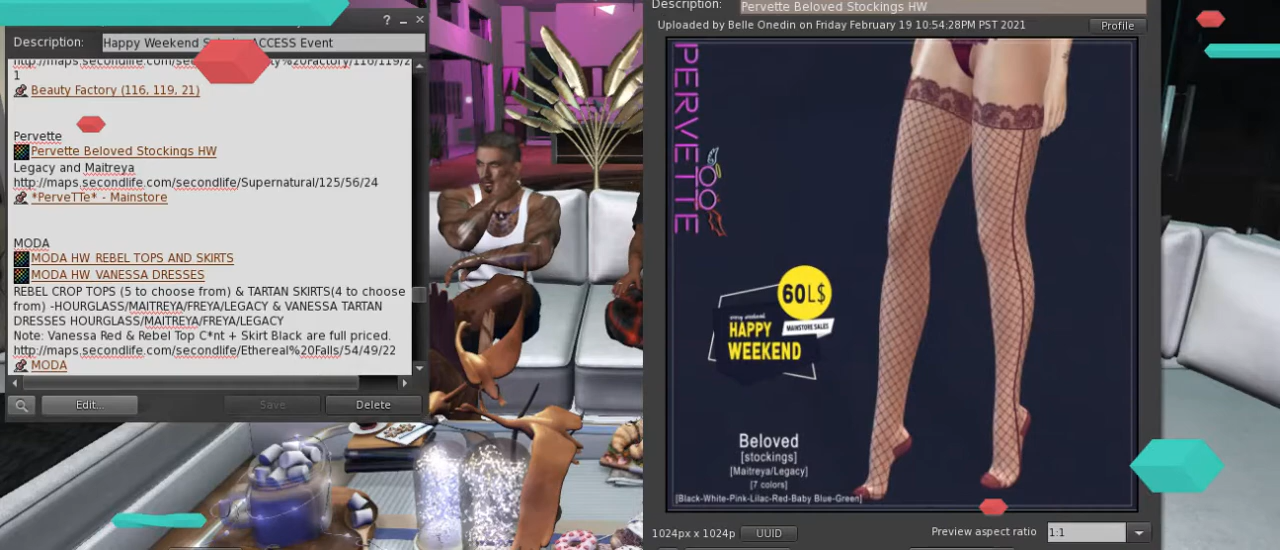 Description:
Happy Weekend ACCESS Event
1
Beauty Factory (116, 119, 21)
Pervette
Pervette Beloved Stockings HW
Legacy and Maitreya
http://maps.secondlife.com/secondlife/Supernatural/125/56/24
*PerveTTe* - Mainstore
MODA
MODA HW REBEL TOPS AND SKIRTS
MODA HW VANESSA DRESSES
REBEL CROP TOPS (5 to choose from) & TARTAN SKIRTS(4 to choose
from) -HOURGLASS/MAITREYA/FREYA/LEGACY & VANESSA TARTAN
DRESSES HOURGLASS/MAITREYA/FREYA/LEGACY
Note: Vanessa Red & Rebel Top C*nt + Skirt Black are full priced.
http://maps.secondlife.com/secondlife/Ethereal%20Falls/54/49/22
MODA
Edit...
Save
Delete
Description:
Pervette Beloved Stockings HW
Uploaded by Belle Onedin on Friday February 19 10:54:28PM PST 2021
Profile
PERVETTE
60L$
every weekend
HAPPY
WEEKEND
MAINSTORE SALES
Beloved
[stockings]
[Maitreya/Legacy]
[7 colors]
[Black-White-Pink-Lilac-Red-Baby Blue-Green]
1024px x 1024p
UUID
Preview aspect ratio
1:1